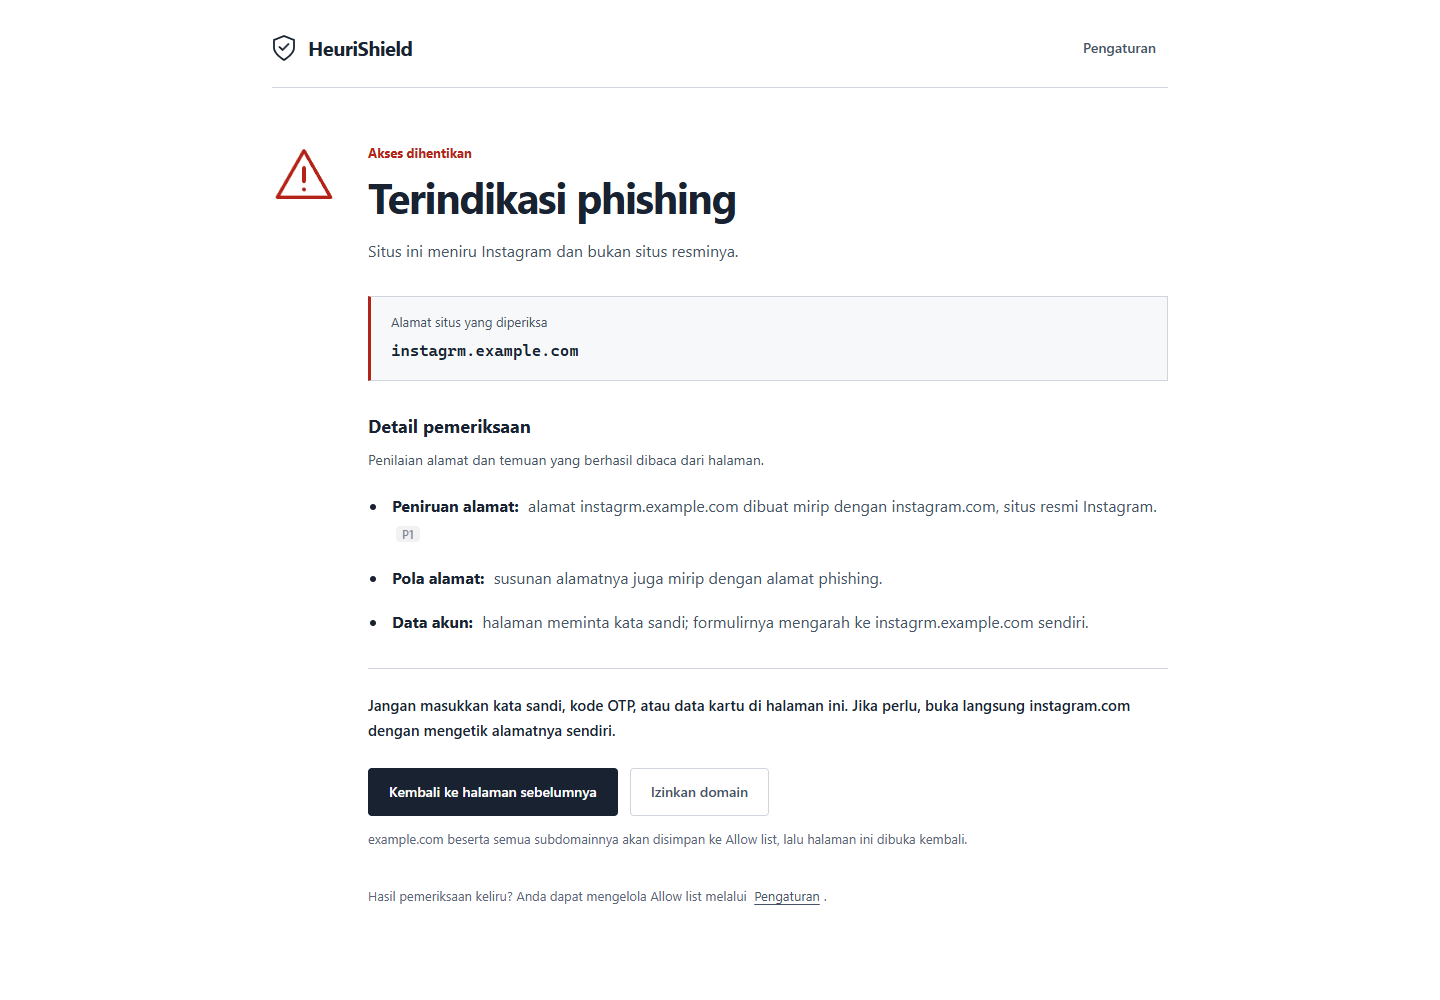 HeuriShield
Pengaturan
Akses dihentikan
Terindikasi phishing
Situs ini meniru Instagram dan bukan situs resminya.
Alamat situs yang diperiksa
instagrm.example.com
Detail pemeriksaan
Penilaian alamat dan temuan yang berhasil dibaca dari halaman.
• Peniruan alamat: alamat instagrm.example.com dibuat mirip dengan instagram.com, situs resmi Instagram.
P1
• Pola alamat: susunan alamatnya juga mirip dengan alamat phishing.
• Data akun: halaman meminta kata sandi; formulirnya mengarah ke instagrm.example.com sendiri.
Jangan masukkan kata sandi, kode OTP, atau data kartu di halaman ini. Jika perlu, buka langsung instagram.com
dengan mengetik alamatnya sendiri.
Kembali ke halaman sebelumnya
Izinkan domain
example.com beserta semua subdomainnya akan disimpan ke Allow list, lalu halaman ini dibuka kembali.
Hasil pemeriksaan keliru? Anda dapat mengelola Allow list melalui Pengaturan .